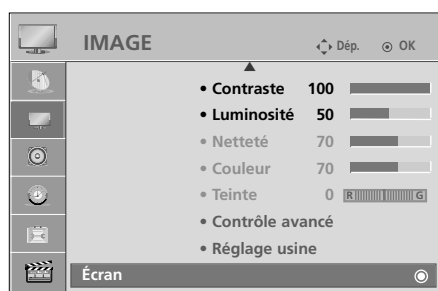 IMAGE Dép. OK
• Contraste 100
• Luminosité 50
• Netteté 70
• Couleur 70
• Teinte 0 R G
• Contrôle avancé
• Réglage usine
Écran